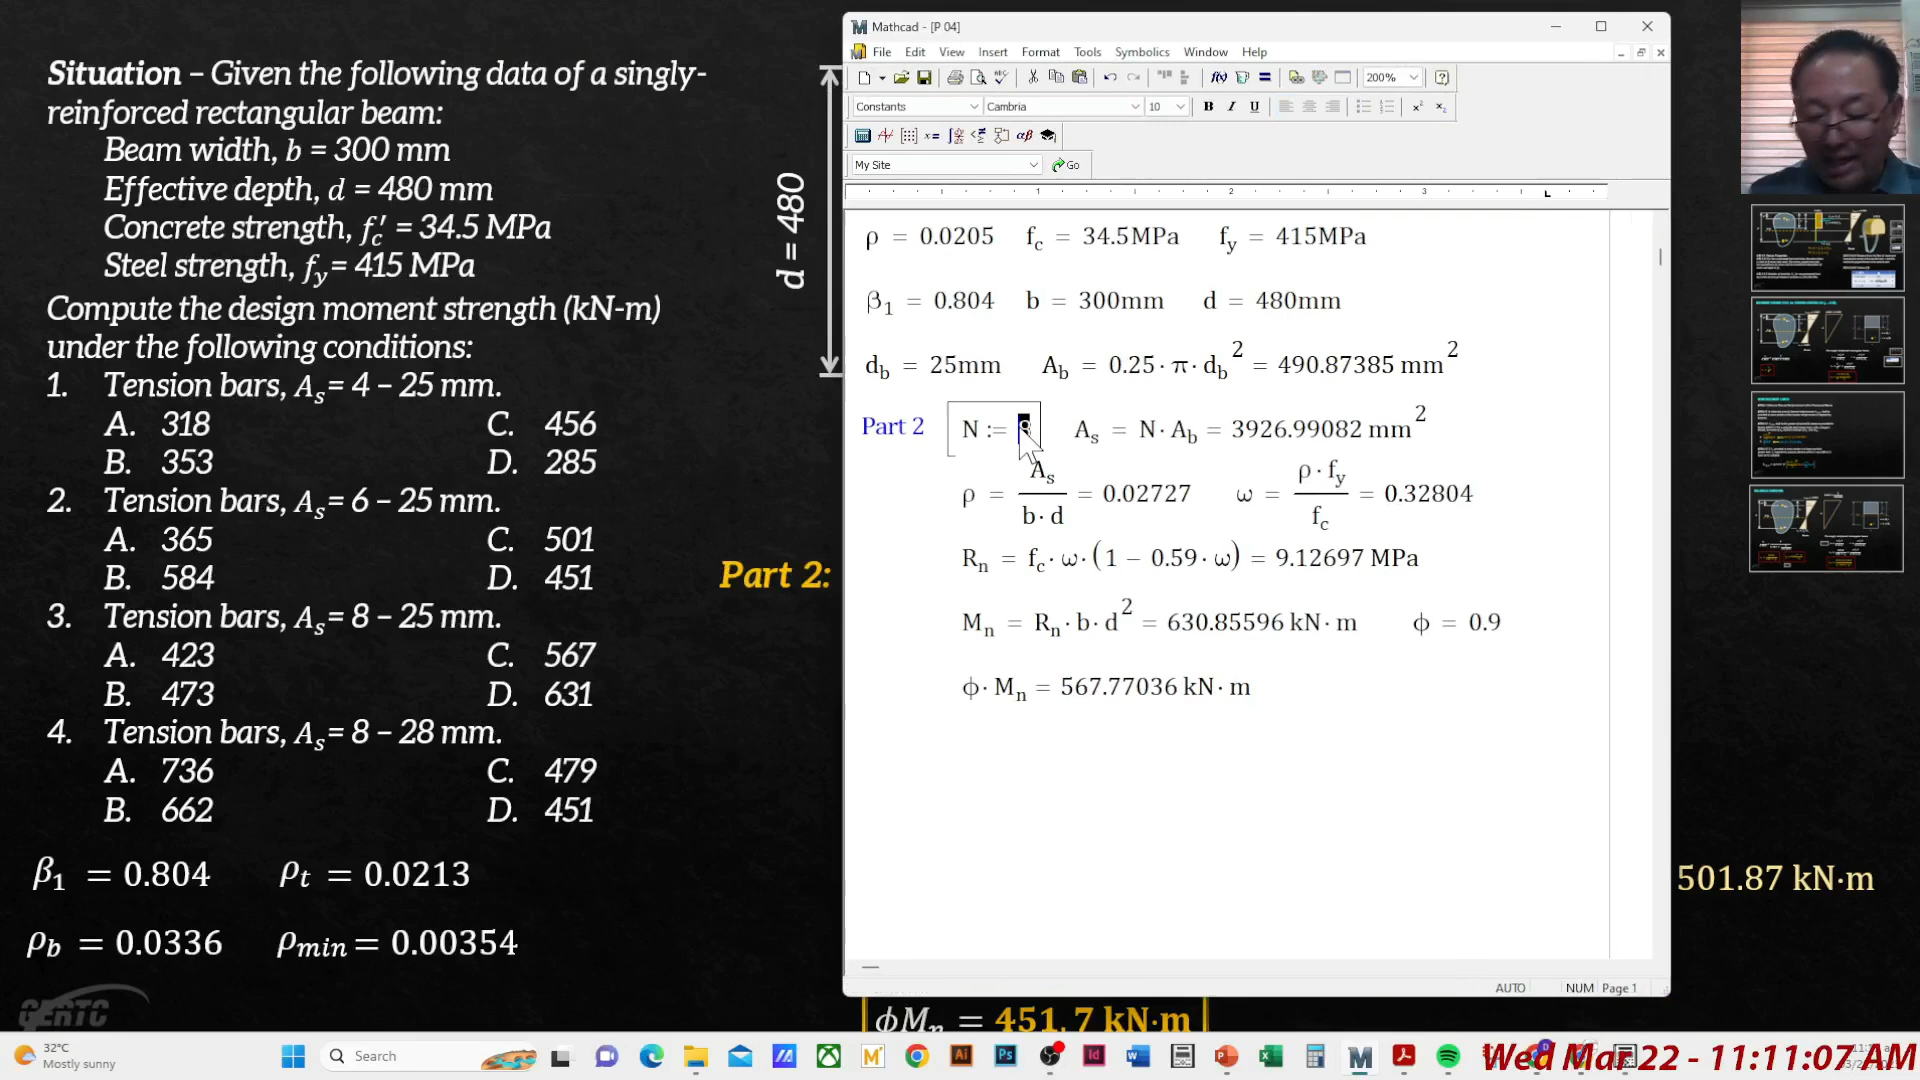 Situation – Given the following data of a singly-
reinforced rectangular beam:
Beam width, b = 300 mm
Effective depth, d = 480 mm
Concrete strength, f′c = 34.5 MPa
Steel strength, fy = 415 MPa
Compute the design moment strength (kN-m)
under the following conditions:
1. Tension bars, As = 4 – 25 mm.
A. 318 C. 456
B. 353 D. 285
2. Tension bars, As = 6 – 25 mm.
A. 365 C. 501
B. 584 D. 451
3. Tension bars, As = 8 – 25 mm.
A. 423 C. 567
B. 473 D. 631
4. Tension bars, As = 8 – 28 mm.
A. 736 C. 479
B. 662 D. 451
β1 = 0.804 ρt = 0.0213
ρb = 0.0336 ρmin = 0.00354
GERTC
d = 480
Part 2:
Mathcad - [P 04]
File Edit View Insert Format Tools Symbolics Window Help
200%
Constants Cambria 10 B I U
My Site Go
1 2 3
ρ = 0.0205 fc = 34.5MPa fy = 415MPa
β1 = 0.804 b = 300mm d = 480mm
db = 25mm Ab = 0.25·π·db² = 490.87385 mm²
Part 2 N := 8 As = N·Ab = 3926.99082 mm²
ρ = As / b·d = 0.02727 ω = ρ·fy / fc = 0.32804
Rn = fc·ω·(1 − 0.59·ω) = 9.12697 MPa
Mn = Rn·b·d² = 630.85596 kN·m ϕ = 0.9
ϕ·Mn = 567.77036 kN·m
AUTO NUM Page 1
501.87 kN·m
ϕMn = 451.7 kN·m
32°C
Mostly sunny
Search
Wed Mar 22 - 11:11:07 AM